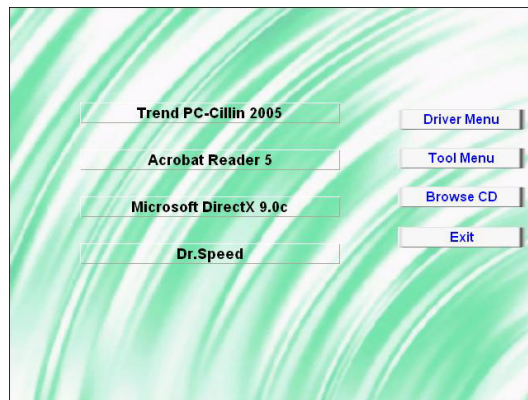 Trend PC-Cillin 2005
Acrobat Reader 5
Microsoft DirectX 9.0c
Dr.Speed
Driver Menu
Tool Menu
Browse CD
Exit